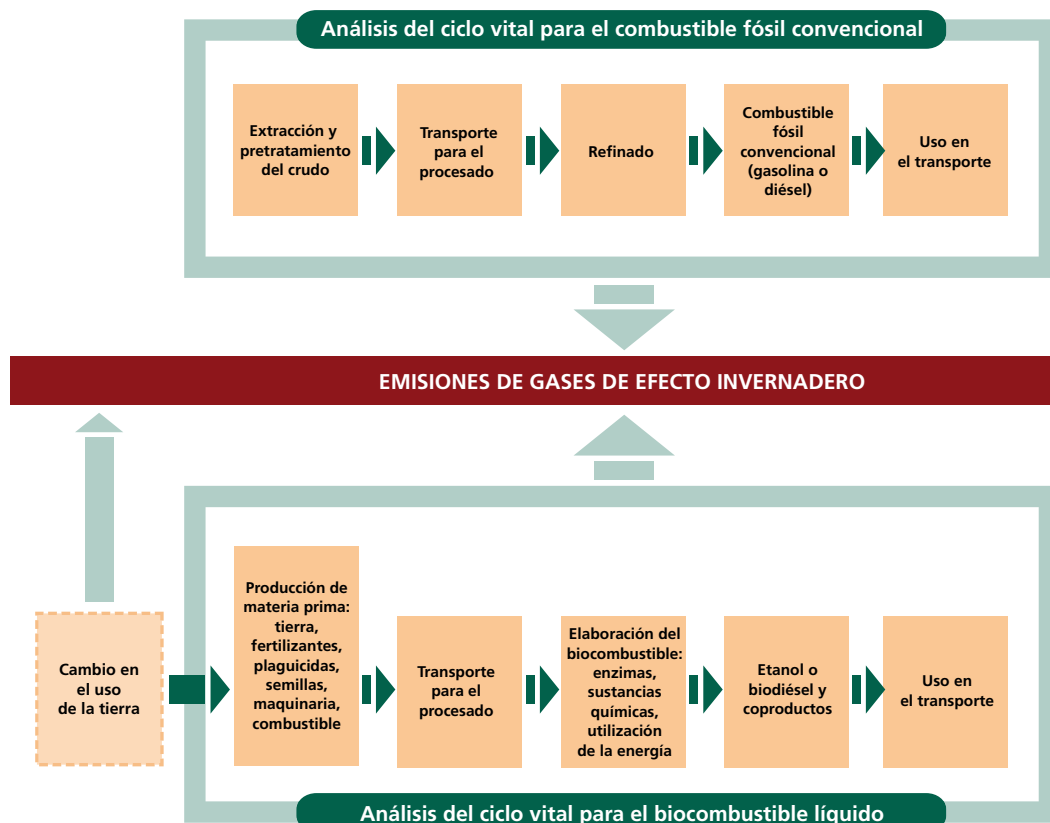 Análisis del ciclo vital para el combustible fósil convencional
Extracción y
pretratamiento
del crudo
Transporte
para el
procesado
Refinado
Combustible
fósil
convencional
(gasolina o
diésel)
Uso en
el transporte
EMISIONES DE GASES DE EFECTO INVERNADERO
Cambio en
el uso
de la tierra
Producción de
materia prima:
tierra,
fertilizantes,
plaguicidas,
semillas,
maquinaria,
combustible
Transporte
para el
procesado
Elaboración del
biocombustible:
enzimas,
sustancias
químicas,
utilización
de la energía
Etanol o
biodiésel y
coproductos
Uso en
el transporte
Análisis del ciclo vital para el biocombustible líquido